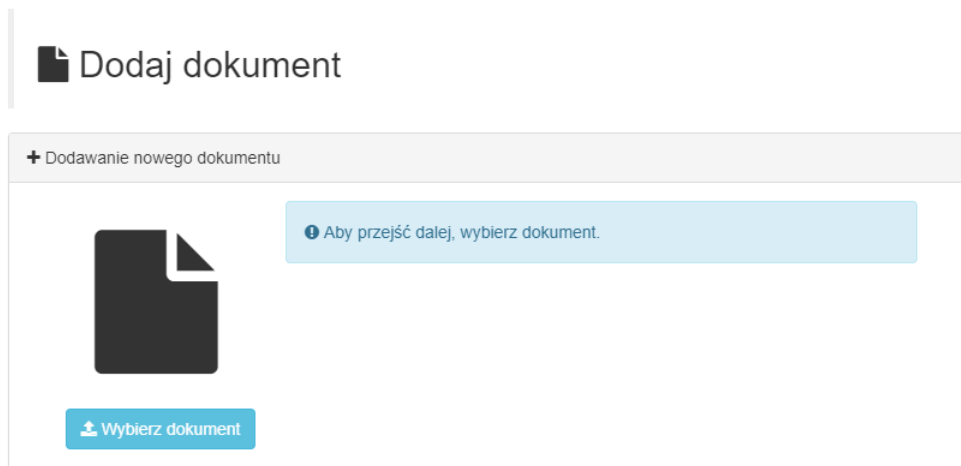 Dodaj dokument
Dodawanie nowego dokumentu
Aby przejść dalej, wybierz dokument.
Wybierz dokument